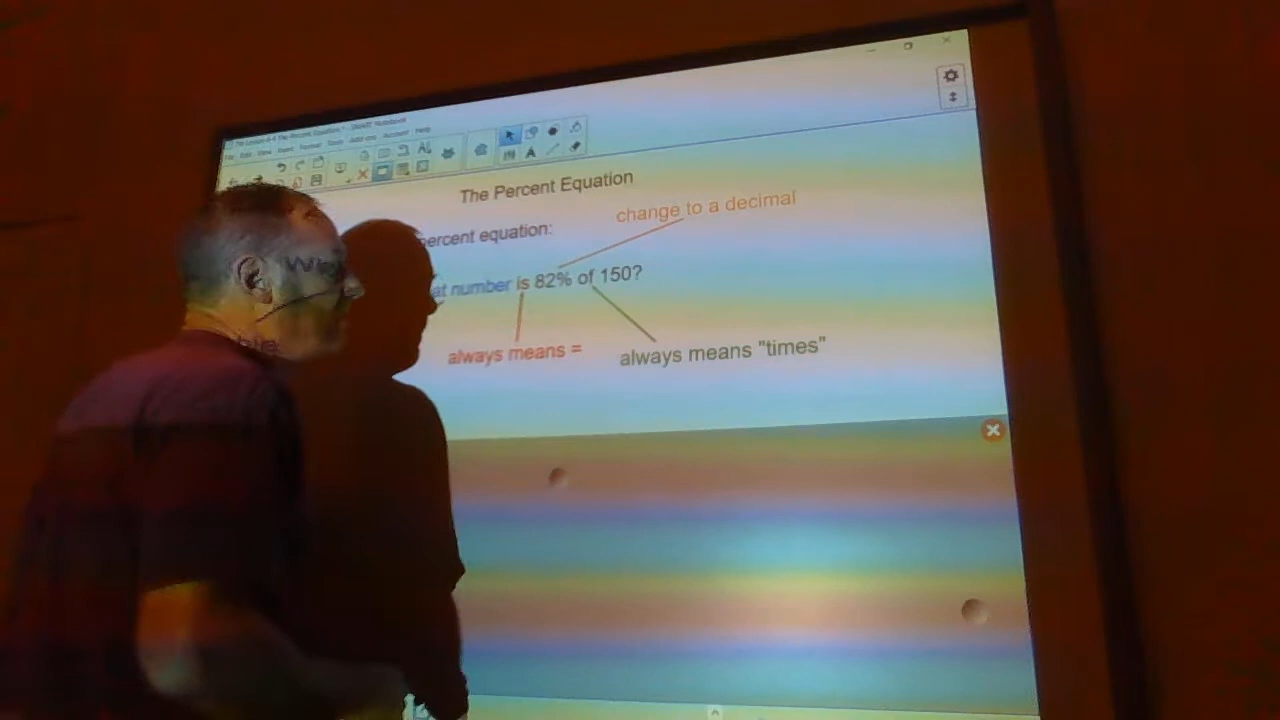 The Percent Equation
change to a decimal
percent equation:
at number is 82% of 150?
always means =
always means "times"